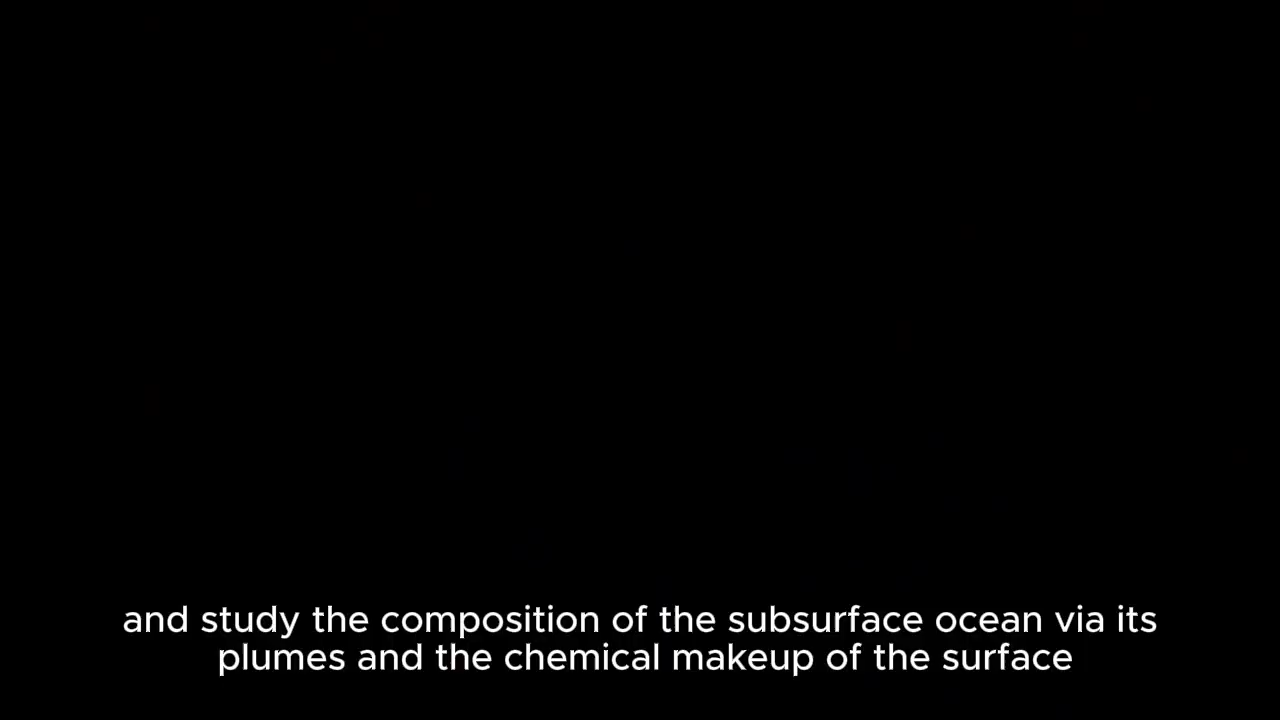 and study the composition of the subsurface ocean via its
plumes and the chemical makeup of the surface